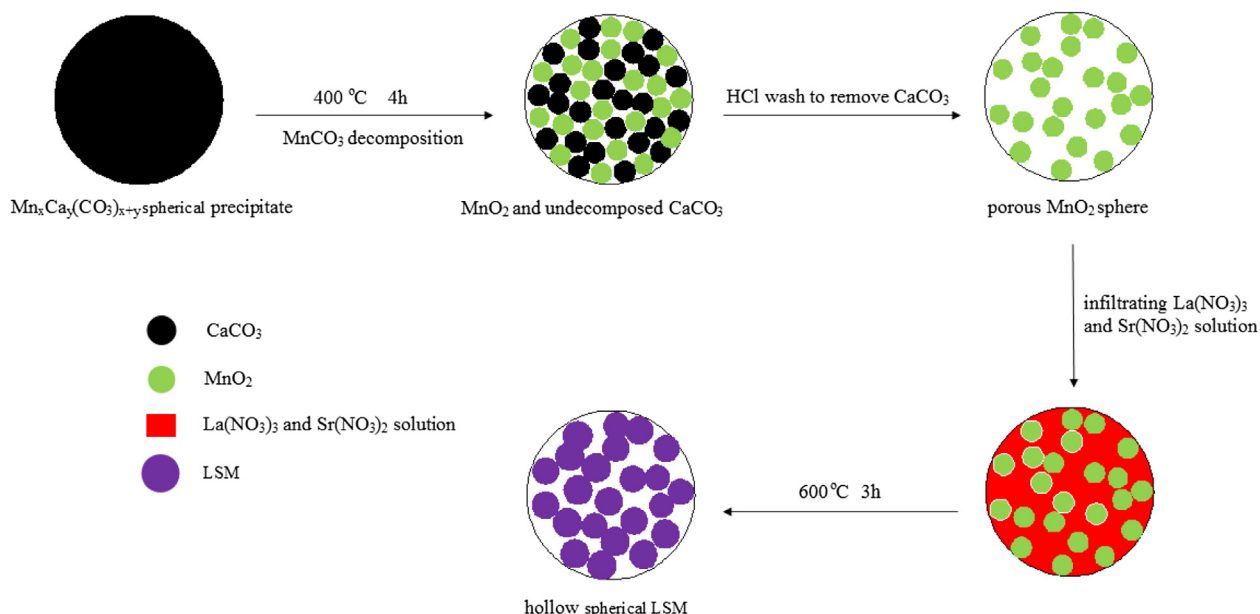 400 °C 4h
MnCO₃ decomposition
HCl wash to remove CaCO₃
MnₓCaᵧ(CO₃)ₓ₊ᵧ spherical precipitate
MnO₂ and undecomposed CaCO₃
porous MnO₂ sphere
infiltrating La(NO₃)₃
and Sr(NO₃)₂ solution
CaCO₃
MnO₂
La(NO₃)₃ and Sr(NO₃)₂ solution
LSM
600°C 3h
hollow spherical LSM